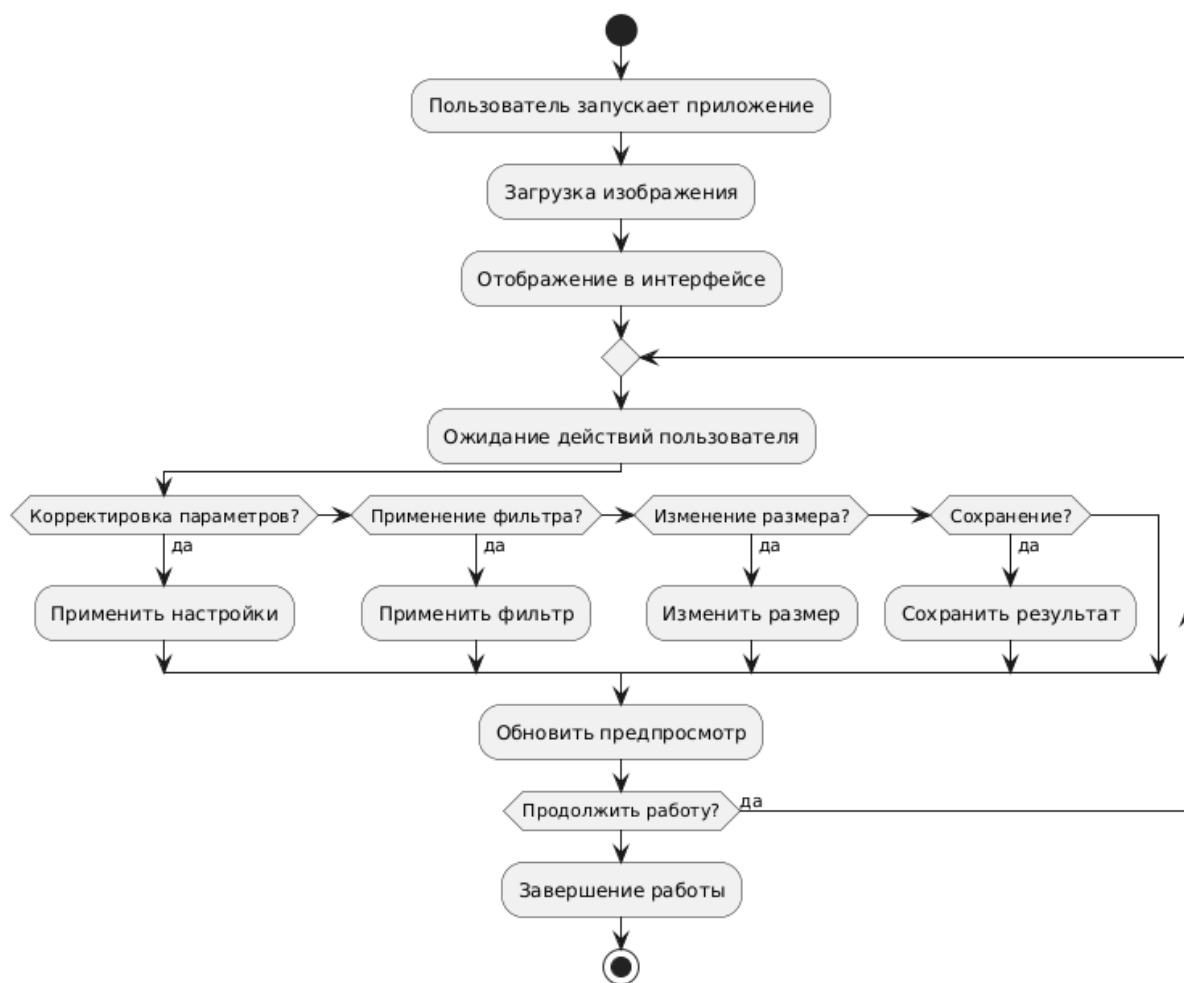 Пользователь запускает приложение
Загрузка изображения
Отображение в интерфейсе
Ожидание действий пользователя
Корректировка параметров?
Применение фильтра?
Изменение размера?
Сохранение?
да
да
да
да
Применить настройки
Применить фильтр
Изменить размер
Сохранить результат
Обновить предпросмотр
Продолжить работу?
да
Завершение работы